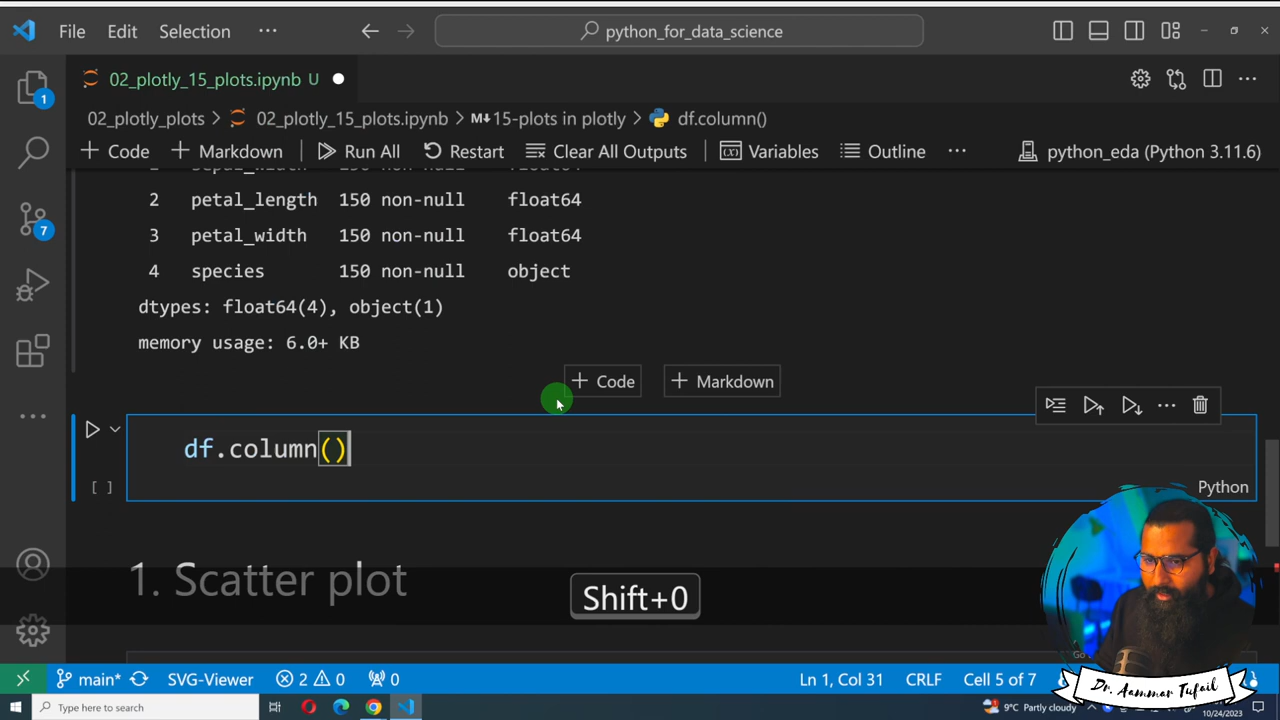 File Edit Selection ··· python_for_data_science
02_plotly_15_plots.ipynb U
02_plotly_plots > 02_plotly_15_plots.ipynb > M↓15-plots in plotly > df.column()
+ Code + Markdown Run All Restart Clear All Outputs Variables Outline ··· python_eda (Python 3.11.6)
2 petal_length 150 non-null float64
3 petal_width 150 non-null float64
4 species 150 non-null object
dtypes: float64(4), object(1)
memory usage: 6.0+ KB
+ Code + Markdown
df.column()
[ ] Python
1. Scatter plot
Shift+0
main* SVG-Viewer 2 0 0 Ln 1, Col 31 CRLF Cell 5 of 7
Dr. Aammar Tufail
Type here to search 9°C Partly cloudy 10/24/2023
1
7